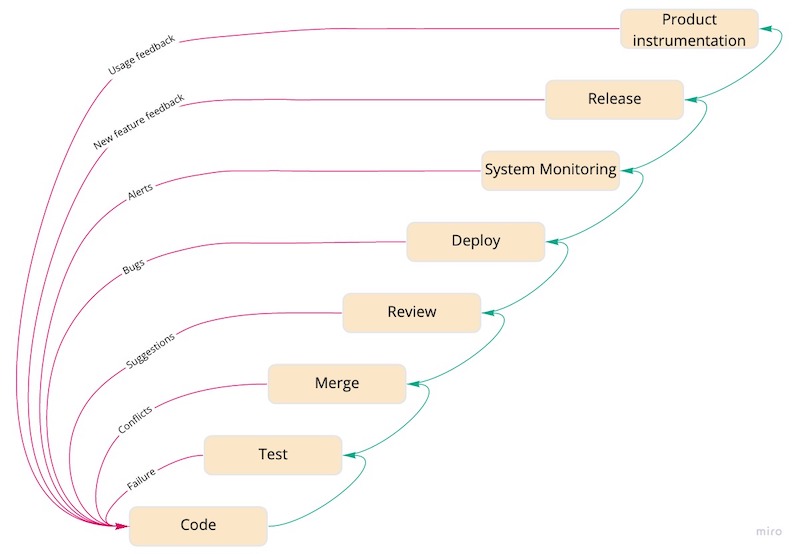 Product
instrumentation
Usage feedback
Release
New feature feedback
System Monitoring
Alerts
Deploy
Bugs
Review
Suggestions
Merge
Conflicts
Test
Failure
Code
miro